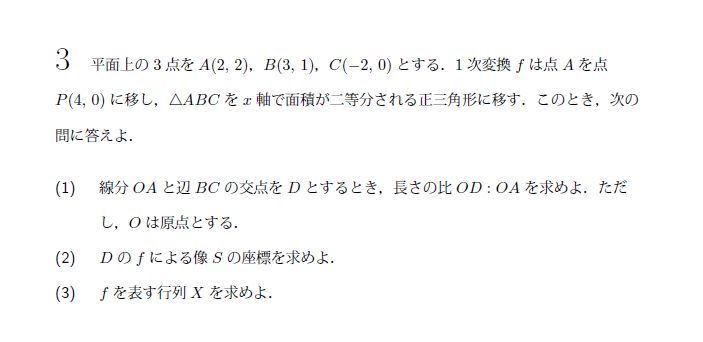 3 平面上の 3 点を A(2, 2)，B(3, 1)，C(−2, 0) とする．1 次変換 f は点 A を点
P(4, 0) に移し，△ABC を x 軸で面積が二等分される正三角形に移す．このとき，次の
問に答えよ．
(1) 線分 OA と辺 BC の交点を D とするとき，長さの比 OD : OA を求めよ．ただ
し，O は原点とする．
(2) D の f による像 S の座標を求めよ．
(3) f を表す行列 X を求めよ．